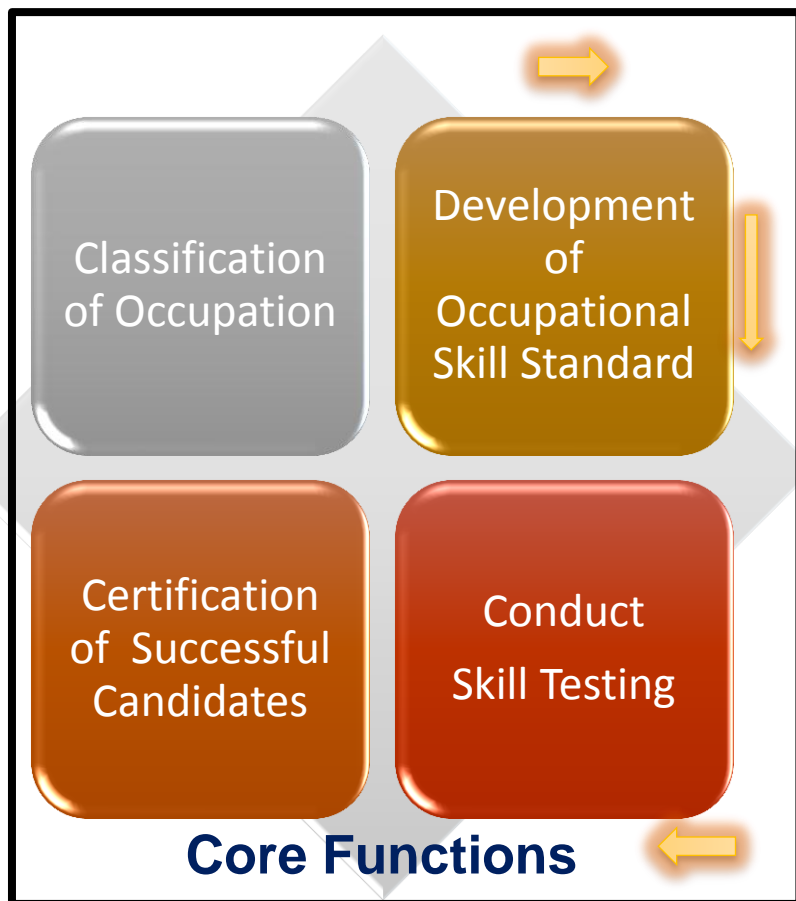 Classification
of Occupation
Development
of
Occupational
Skill Standard
Certification
of  Successful
Candidates
Conduct
Skill Testing
Core Functions